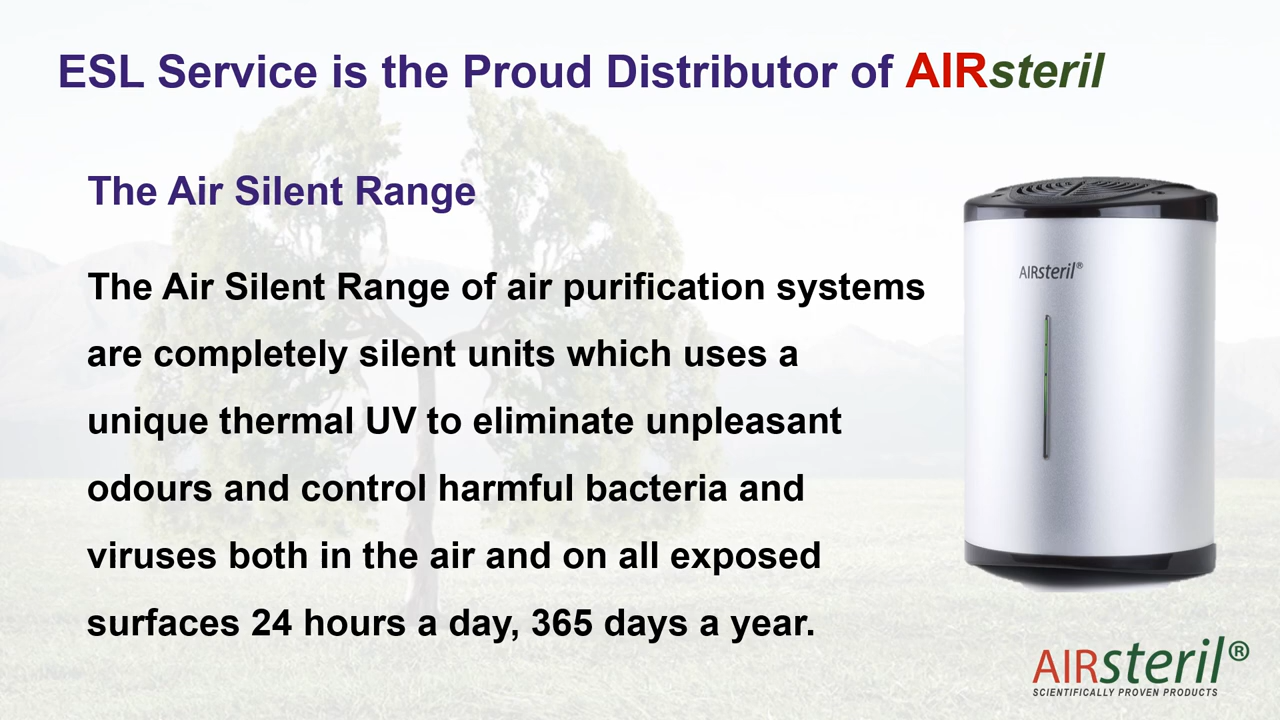 ESL Service is the Proud Distributor of AIRsteril
The Air Silent Range
The Air Silent Range of air purification systems
are completely silent units which uses a
unique thermal UV to eliminate unpleasant
odours and control harmful bacteria and
viruses both in the air and on all exposed
surfaces 24 hours a day, 365 days a year.
AIRsteril®
AIRsteril®
SCIENTIFICALLY PROVEN PRODUCTS